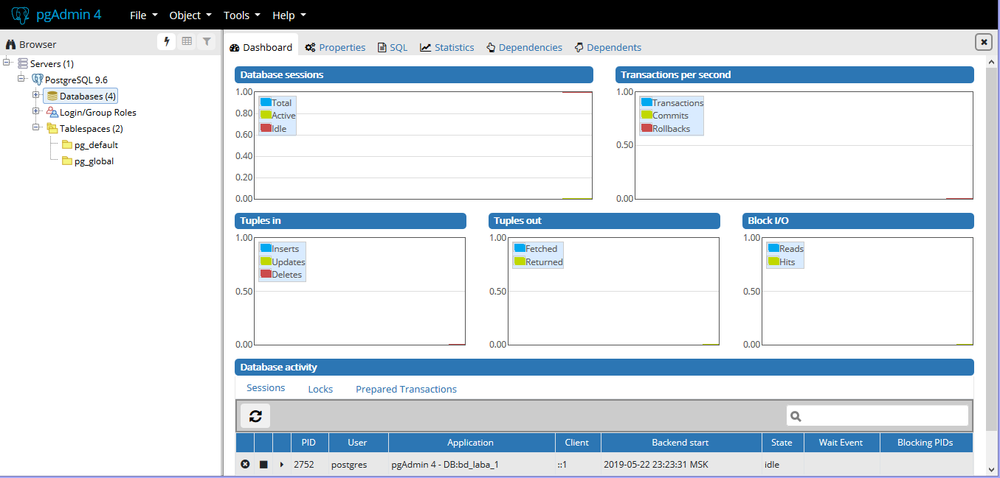 pgAdmin 4 File Object Tools Help
Browser
Servers (1)
PostgreSQL 9.6
Databases (4)
Login/Group Roles
Tablespaces (2)
pg_default
pg_global
Dashboard Properties SQL Statistics Dependencies Dependents
Database sessions
1.00
0.80
0.60
0.40
0.20
0.00
Total
Active
Idle
Transactions per second
1.00
0.50
0.00
Transactions
Commits
Rollbacks
Tuples in
1.00
0.50
0.00
Inserts
Updates
Deletes
Tuples out
1.00
0.50
0.00
Fetched
Returned
Block I/O
1.00
0.50
0.00
Reads
Hits
Database activity
Sessions Locks Prepared Transactions
PID User Application Client Backend start State Wait Event Blocking PIDs
2752 postgres pgAdmin 4 - DB:bd_laba_1 ::1 2019-05-22 23:23:31 MSK idle